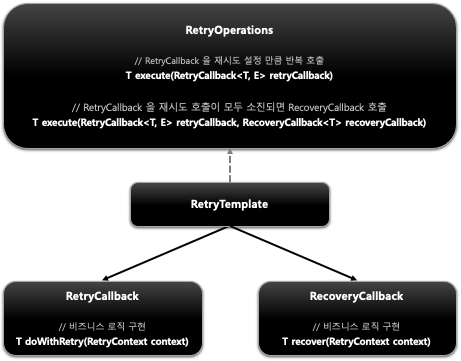 RetryOperations
// RetryCallback 을 재시도 설정 만큼 반복 호출
T execute(RetryCallback<T, E> retryCallback)
// RetryCallback 을 재시도 호출이 모두 소진되면 RecoveryCallback 호출
T execute(RetryCallback<T, E> retryCallback, RecoveryCallback<T> recoveryCallback)
RetryTemplate
RetryCallback
// 비즈니스 로직 구현
T doWithRetry(RetryContext context)
RecoveryCallback
// 비즈니스 로직 구현
T recover(RetryContext context)